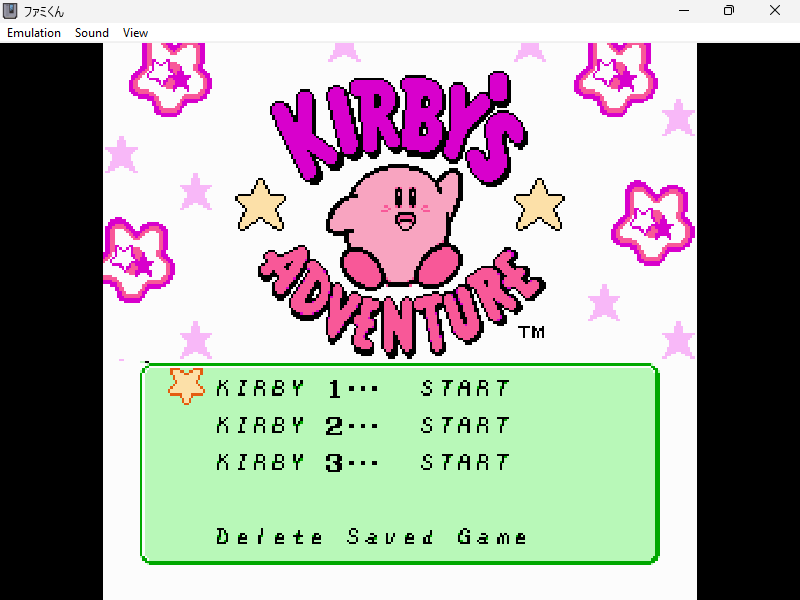 ファミくん
Emulation Sound View
KIRBY'S
ADVENTURE
TM
KIRBY 1... START
KIRBY 2... START
KIRBY 3... START
Delete Saved Game